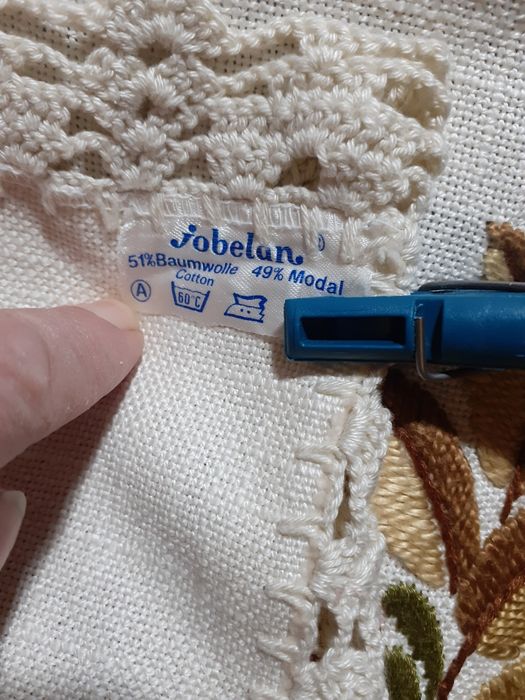 Jobelan ®
51% Baumwolle 49% Modal
Cotton
A 60°C